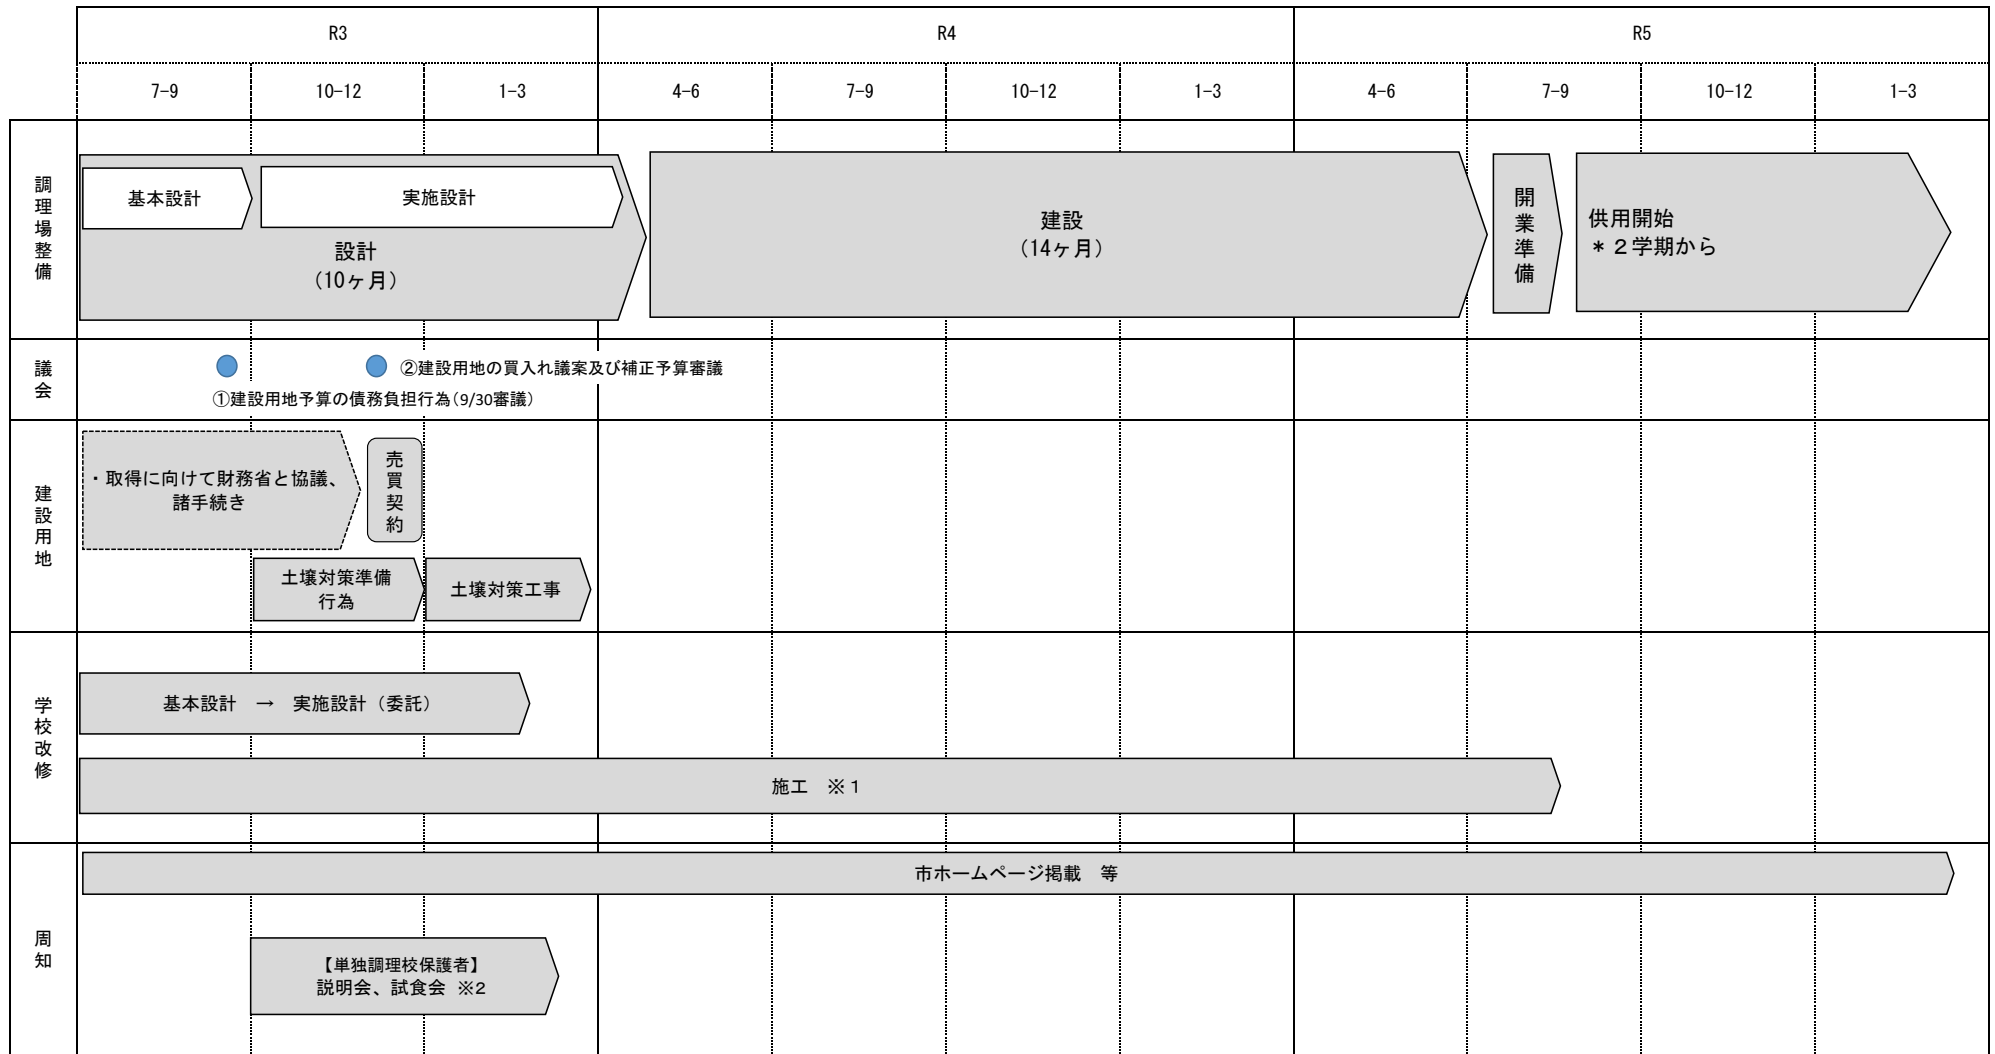 R3
R4
R5
7-9
10-12
1-3
4-6
7-9
10-12
1-3
4-6
7-9
10-12
1-3
調理場整備
基本設計
実施設計
設計
(10ヶ月)
建設
(14ヶ月)
開業準備
供用開始
*2学期から
議会
②建設用地の買入れ議案及び補正予算審議
①建設用地予算の債務負担行為(9/30審議)
建設用地
・取得に向けて財務省と協議、
諸手続き
売買契約
土壌対策準備
行為
土壌対策工事
学校改修
基本設計 → 実施設計(委託)
施工 ※1
周知
市ホームページ掲載 等
【単独調理校保護者】
説明会、試食会 ※2